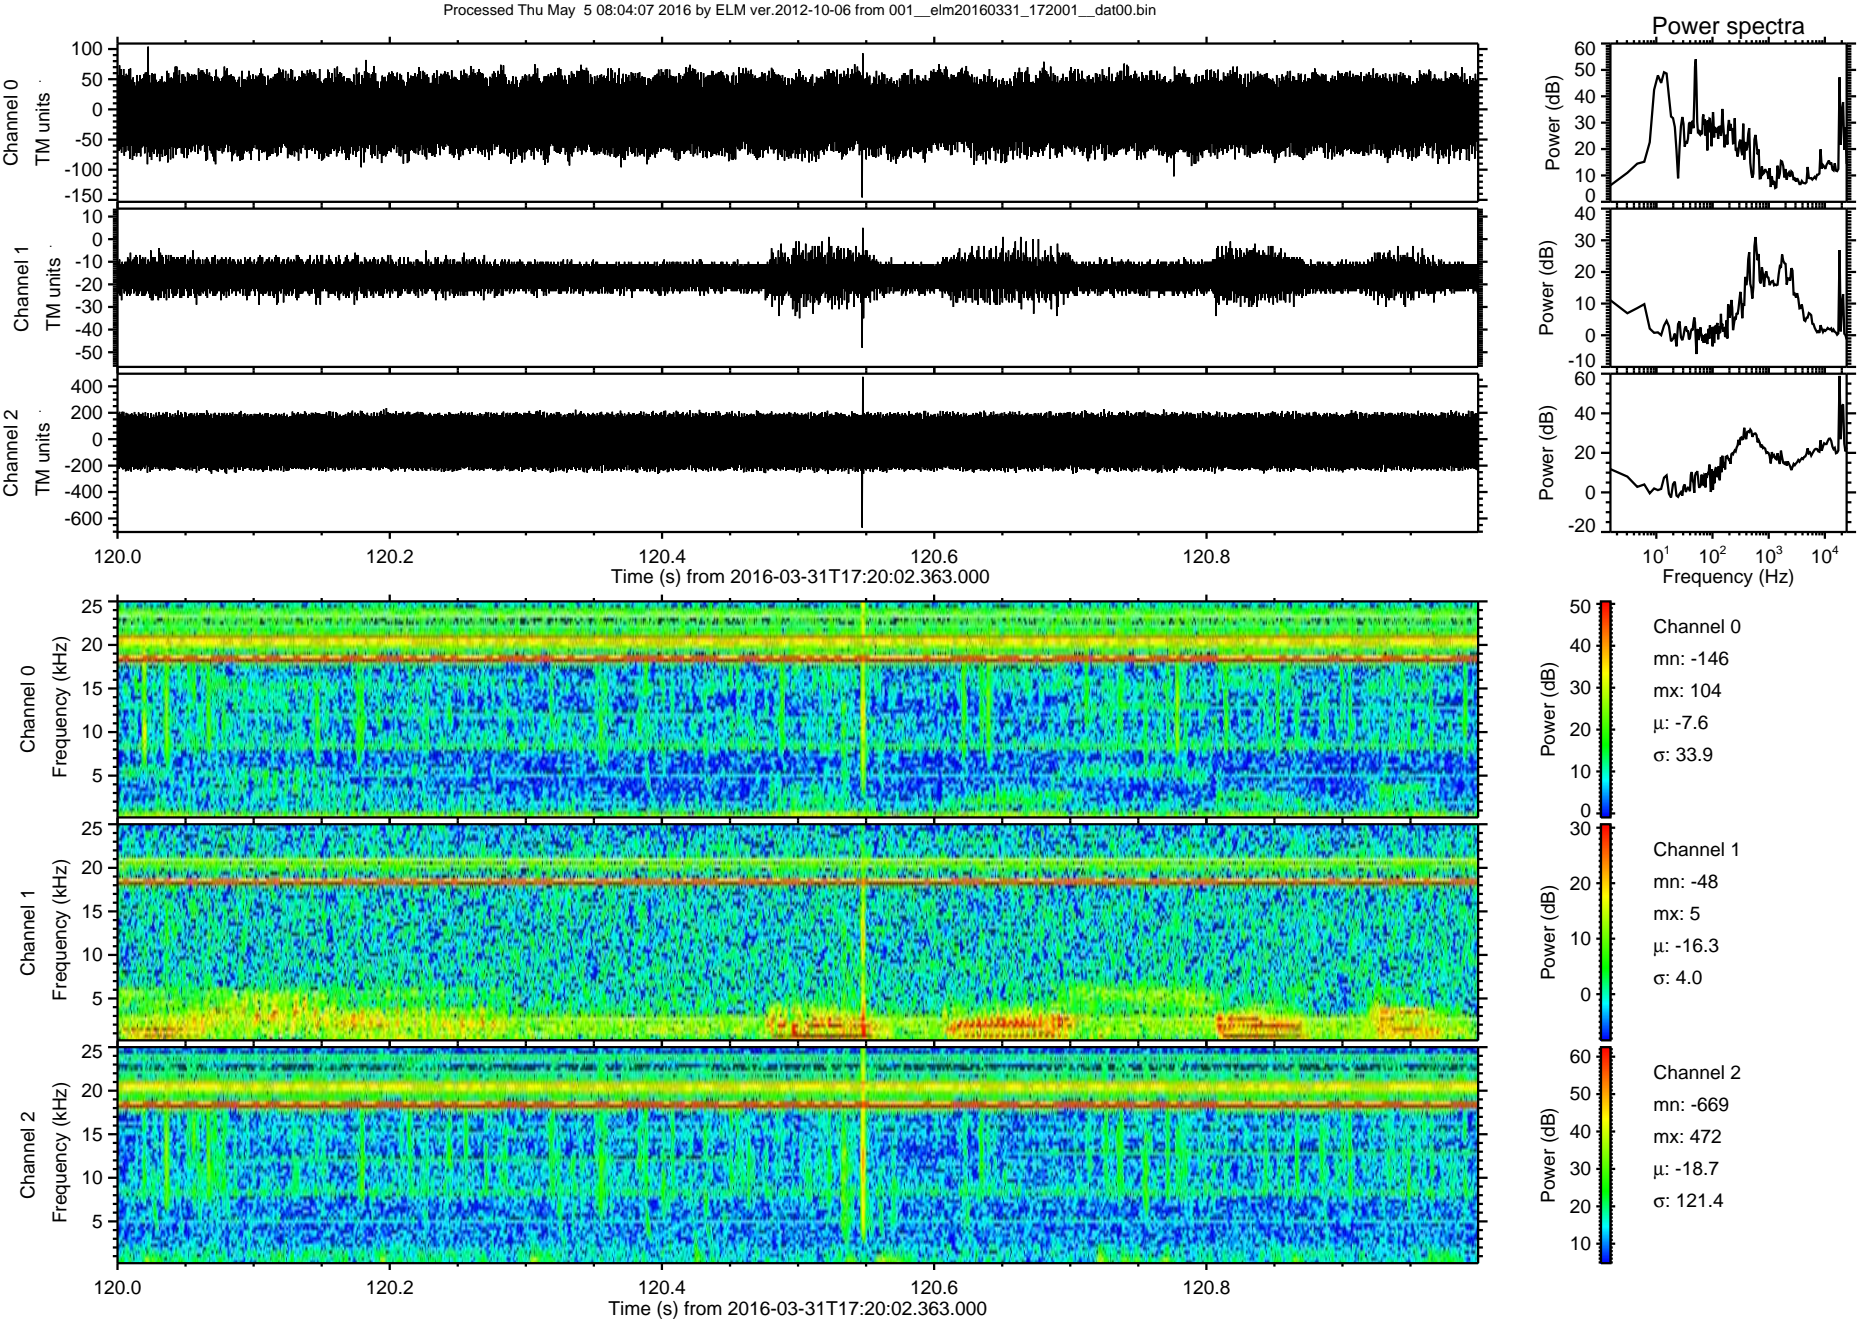 Processed Thu May  5 08:04:07 2016 by ELM ver.2012-10-06 from 001__elm20160331_172001__dat00.bin
Power spectra
Channel 0
TM units
100
50
0
-50
-100
-150
Power (dB)
60
50
40
30
20
10
0
Channel 1
TM units
10
0
-10
-20
-30
-40
-50
Power (dB)
40
30
20
10
0
-10
Channel 2
TM units
400
200
0
-200
-400
-600
Power (dB)
60
40
20
0
-20
120.0 120.2 120.4 120.6 120.8
Time (s) from 2016-03-31T17:20:02.363.000
10¹ 10² 10³ 10⁴
Frequency (Hz)
Channel 0
Frequency (kHz)
25
20
15
10
5
Power (dB)
50
40
30
20
10
0
Channel 0
mn: -146
mx: 104
μ: -7.6
σ: 33.9
Channel 1
Frequency (kHz)
25
20
15
10
5
Power (dB)
30
20
10
0
Channel 1
mn: -48
mx: 5
μ: -16.3
σ: 4.0
Channel 2
Frequency (kHz)
25
20
15
10
5
Power (dB)
60
50
40
30
20
10
Channel 2
mn: -669
mx: 472
μ: -18.7
σ: 121.4
120.0 120.2 120.4 120.6 120.8
Time (s) from 2016-03-31T17:20:02.363.000